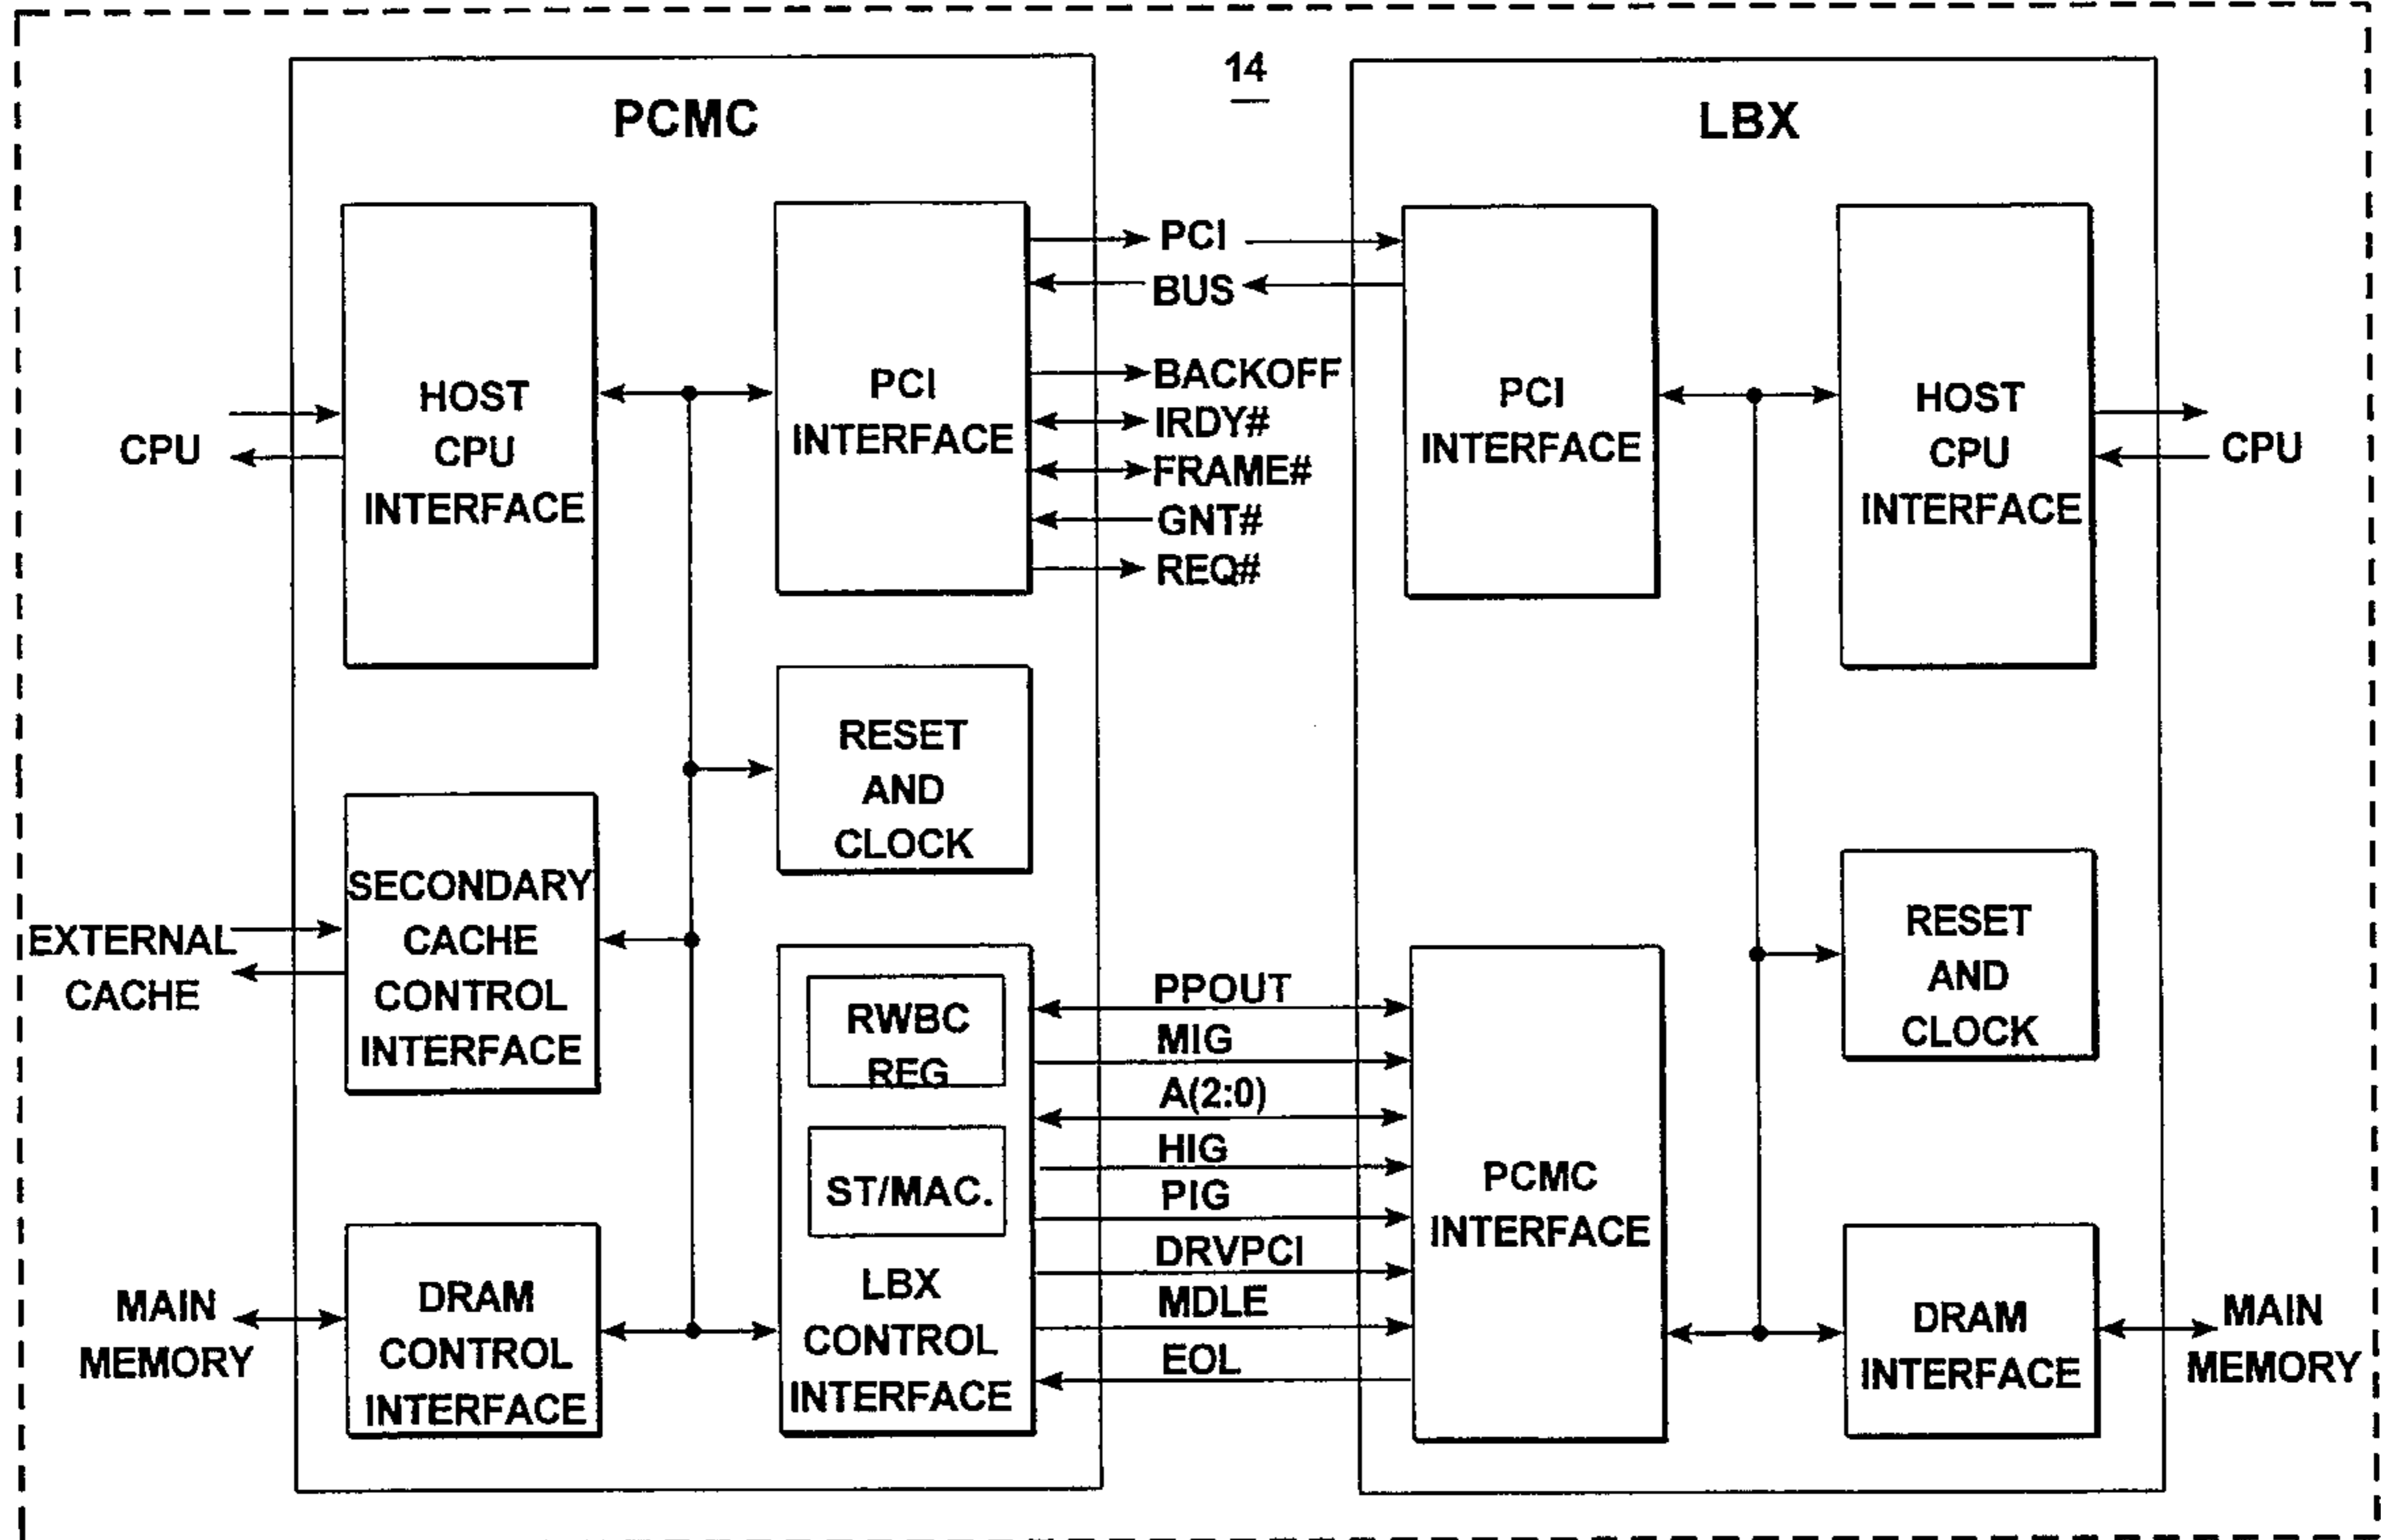 14
PCMC
LBX
HOST
CPU
INTERFACE
PCI
INTERFACE
PCI
BUS
BACKOFF
IRDY#
FRAME#
GNT#
REQ#
PCI
INTERFACE
HOST
CPU
INTERFACE
CPU
CPU
RESET
AND
CLOCK
SECONDARY
CACHE
CONTROL
INTERFACE
EXTERNAL
CACHE
RESET
AND
CLOCK
RWBC
REG
ST/MAC.
LBX
CONTROL
INTERFACE
PPOUT
MIG
A(2:0)
HIG
PIG
DRVPCI
MDLE
EOL
PCMC
INTERFACE
MAIN
MEMORY
DRAM
CONTROL
INTERFACE
DRAM
INTERFACE
MAIN
MEMORY